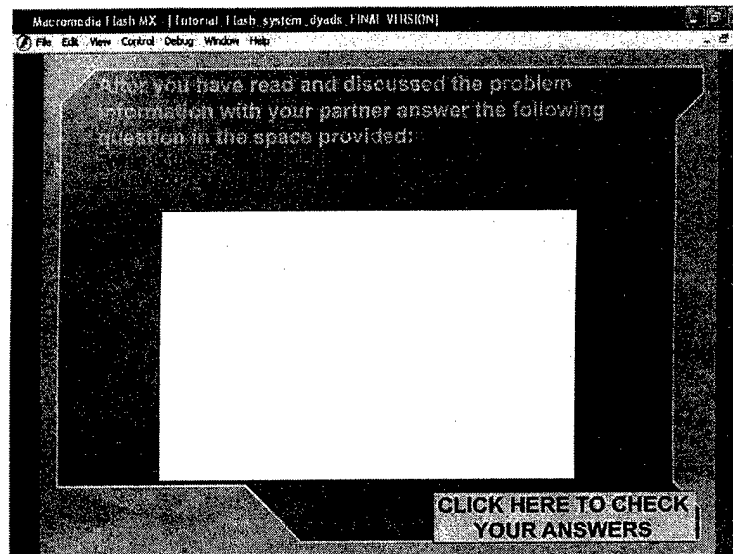 Macromedia Flash MX - [Tutorial_Flash_system_dyads_FINAL VERSION]
File Edit View Control Debug Window Help
After you have read and discussed the problem
information with your partner answer the following
question in the space provided:
CLICK HERE TO CHECK
YOUR ANSWERS